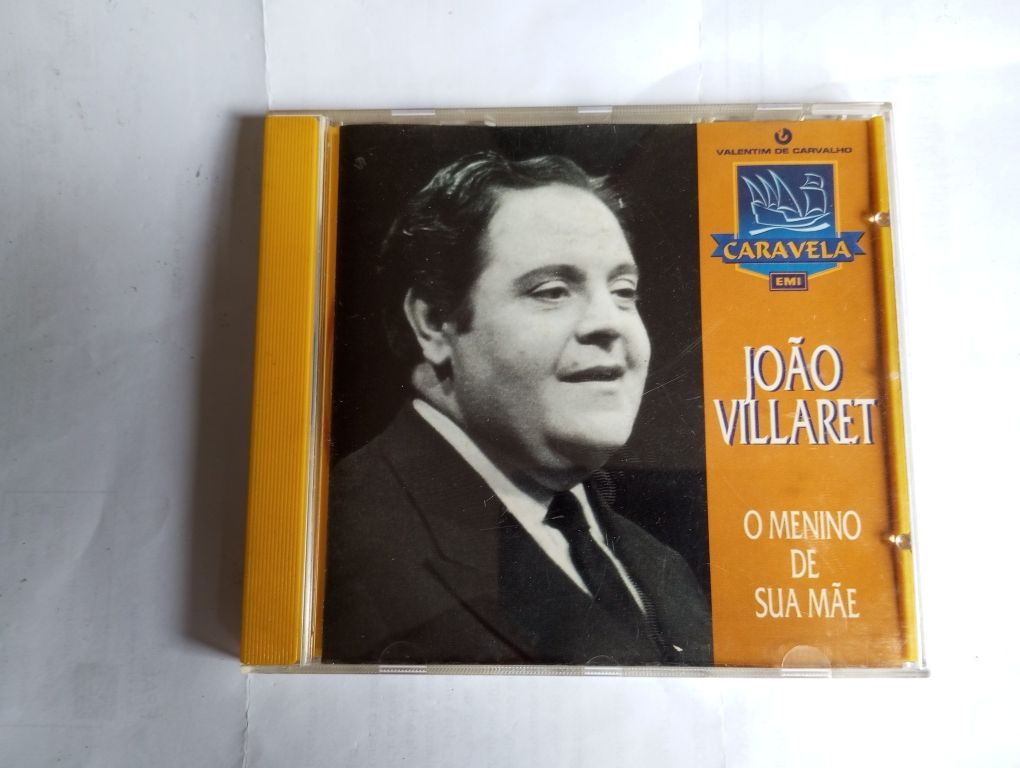 VALENTIM DE CARVALHO
CARAVELA
EMI
JOÃO
VILLARET
O MENINO
DE
SUA MÃE